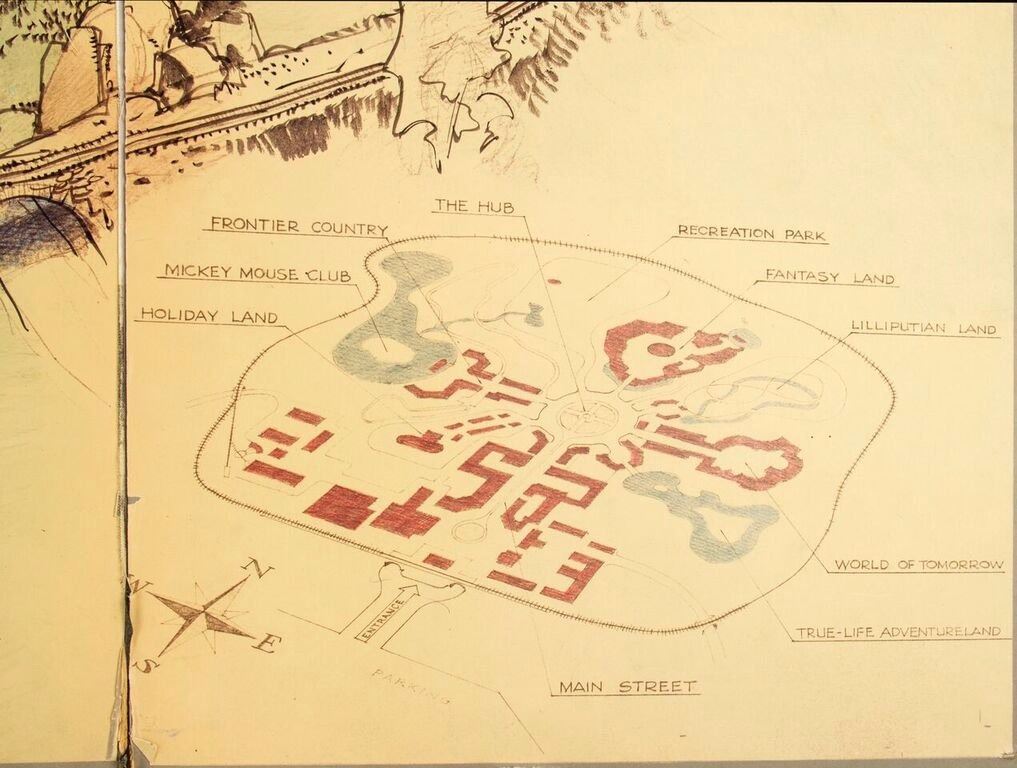 THE HUB
FRONTIER COUNTRY
RECREATION PARK
MICKEY MOUSE CLUB
FANTASY LAND
HOLIDAY LAND
LILLIPUTIAN LAND
WORLD OF TOMORROW
N
W
ENTRANCE
S
E
TRUE-LIFE ADVENTURELAND
PARKING
MAIN STREET